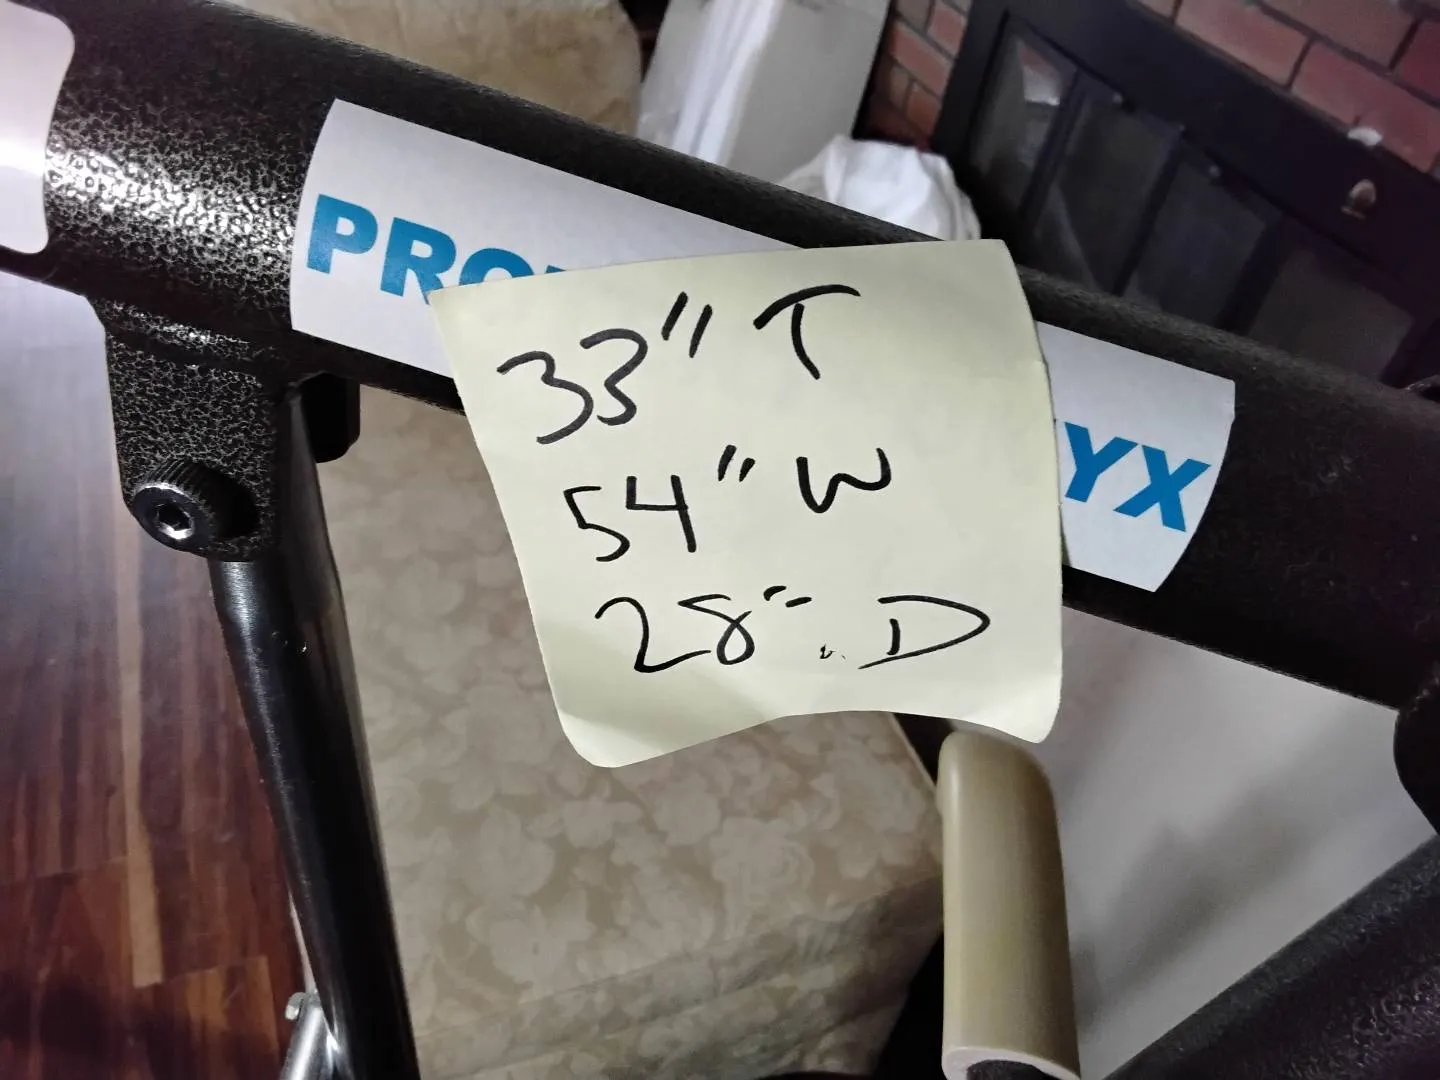 PRO
YX
33" T
54" W
28" D